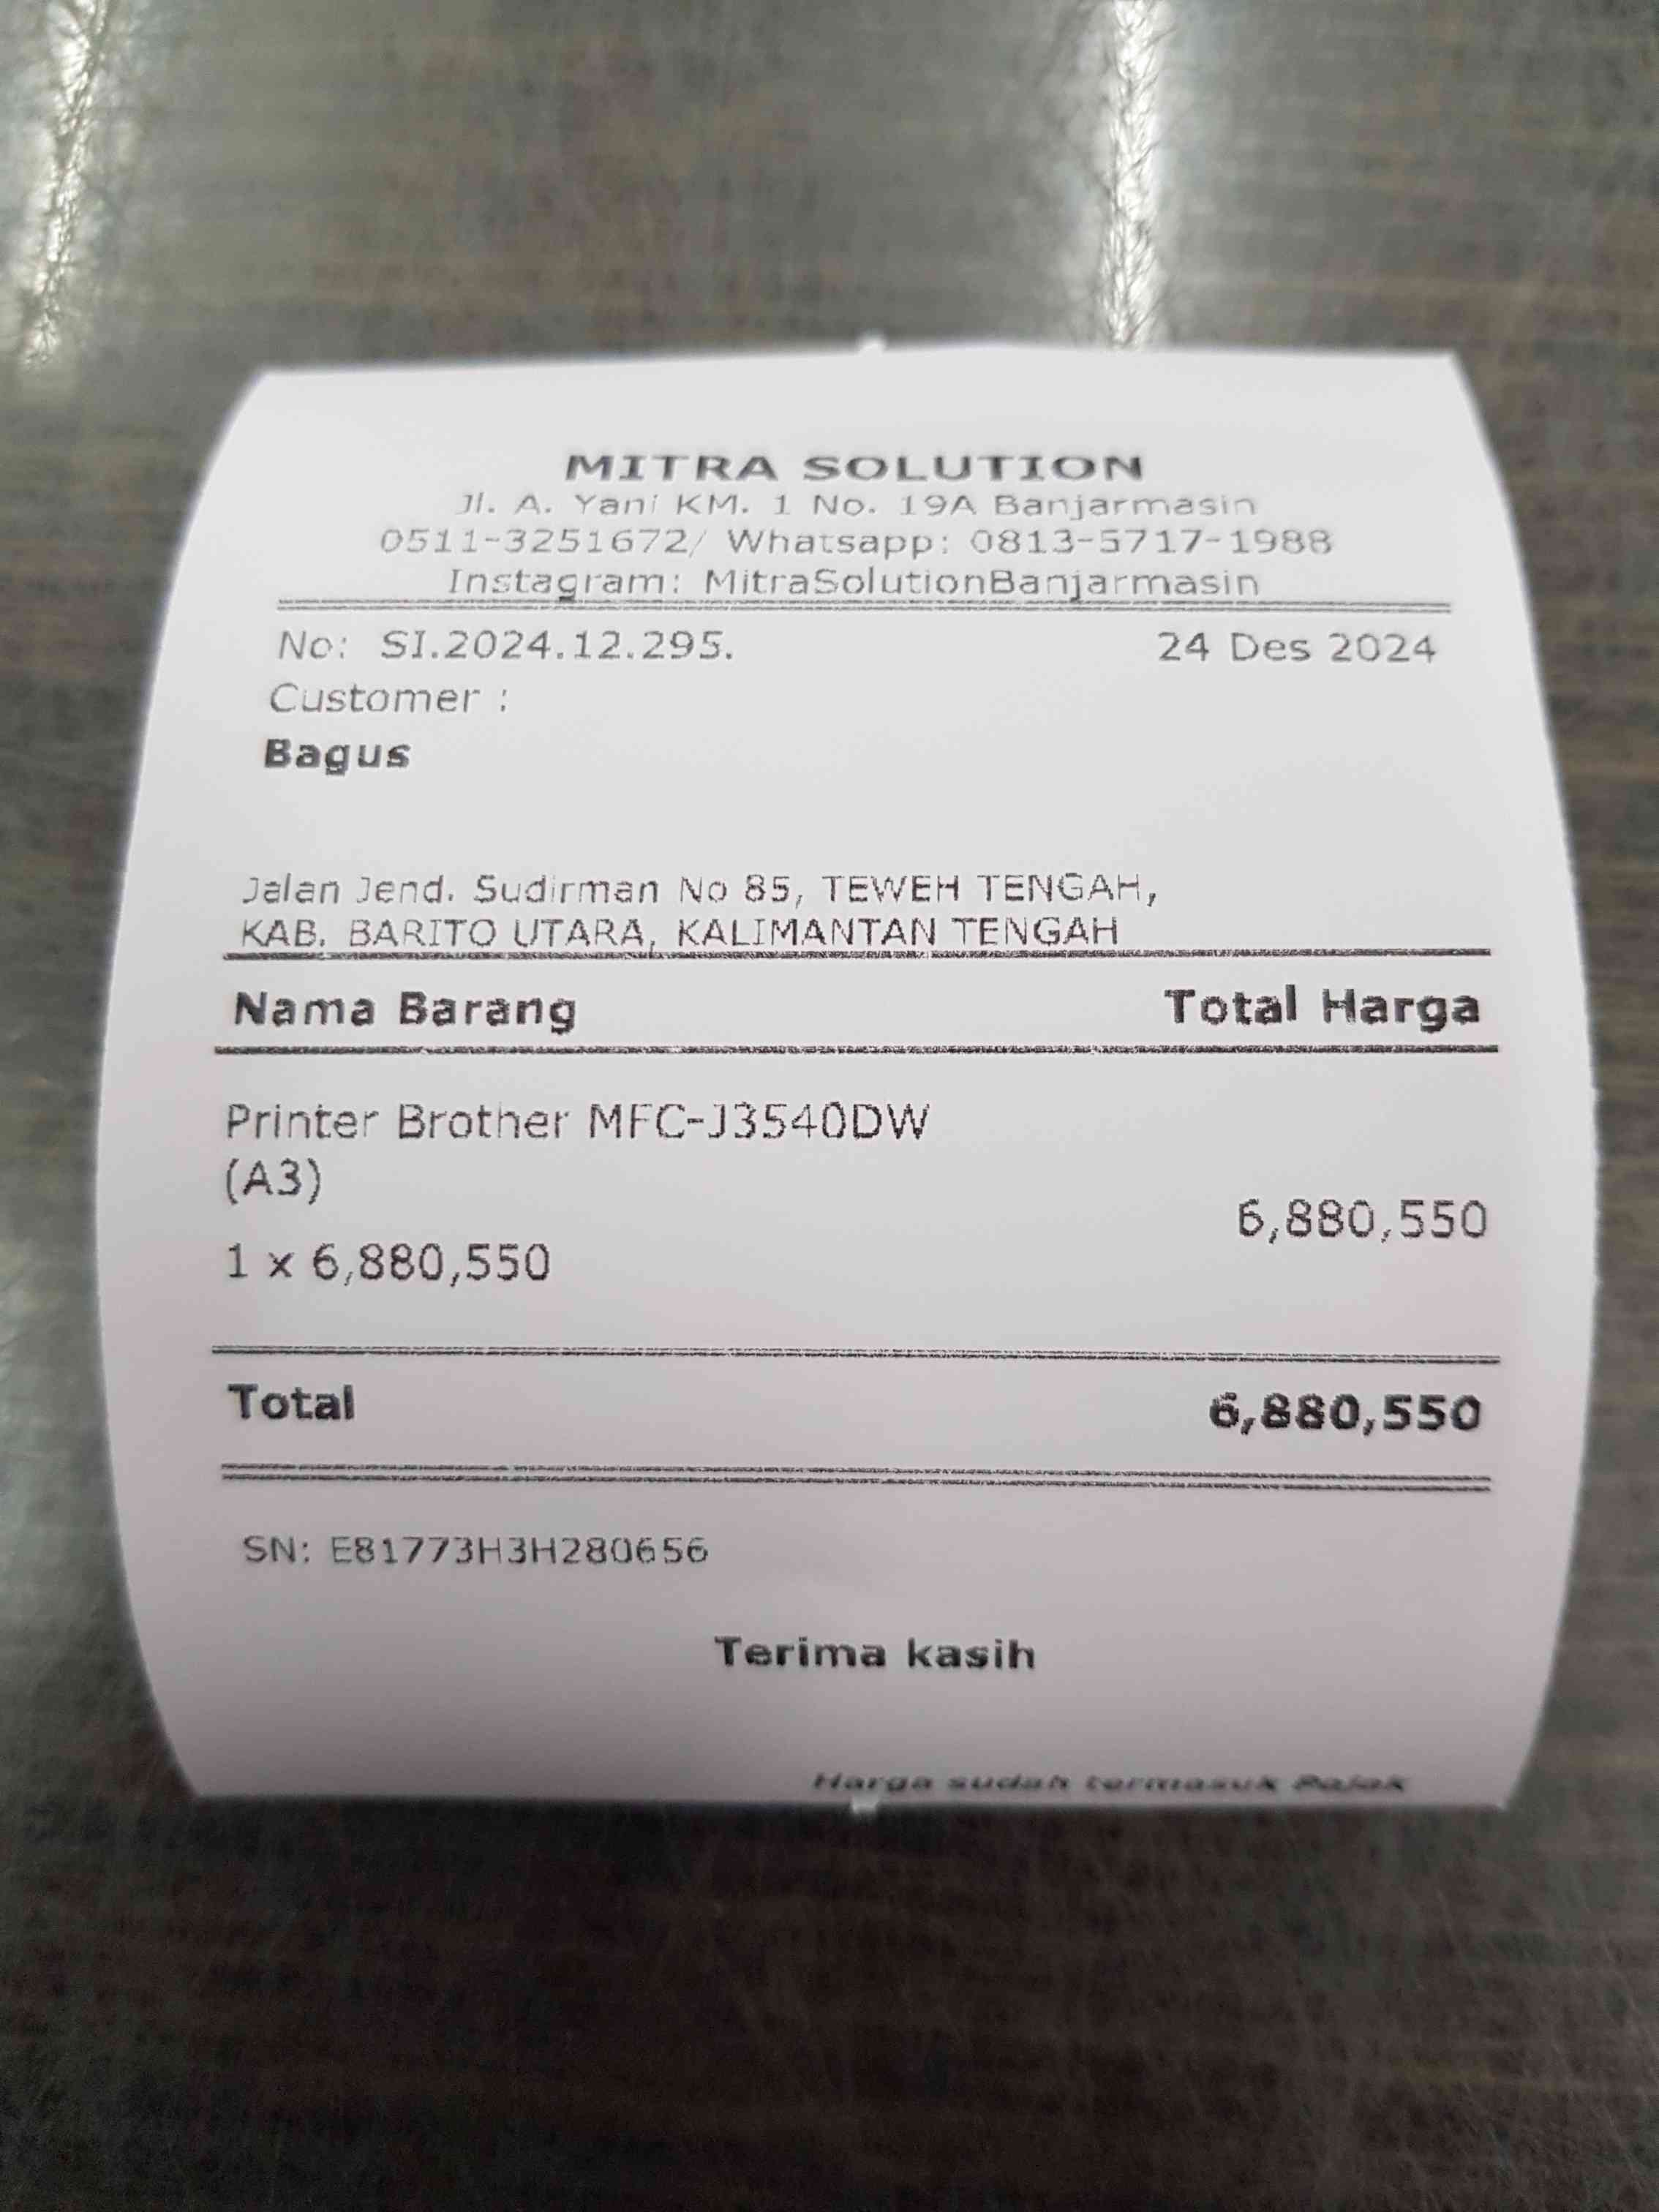 MITRA SOLUTION
Jl. A. Yani KM. 1 No. 19A Banjarmasin
0511-3251672/ Whatsapp: 0813-5717-1988
Instagram: MitraSolutionBanjarmasin
No: SI.2024.12.295. 24 Des 2024
Customer :
Bagus
Jalan Jend. Sudirman No 85, TEWEH TENGAH,
KAB. BARITO UTARA, KALIMANTAN TENGAH
Nama Barang Total Harga
Printer Brother MFC-J3540DW
(A3)
6,880,550
1 x 6,880,550
Total 6,880,550
SN: E81773H3H280656
Terima kasih
Harga sudah termasuk Pajak